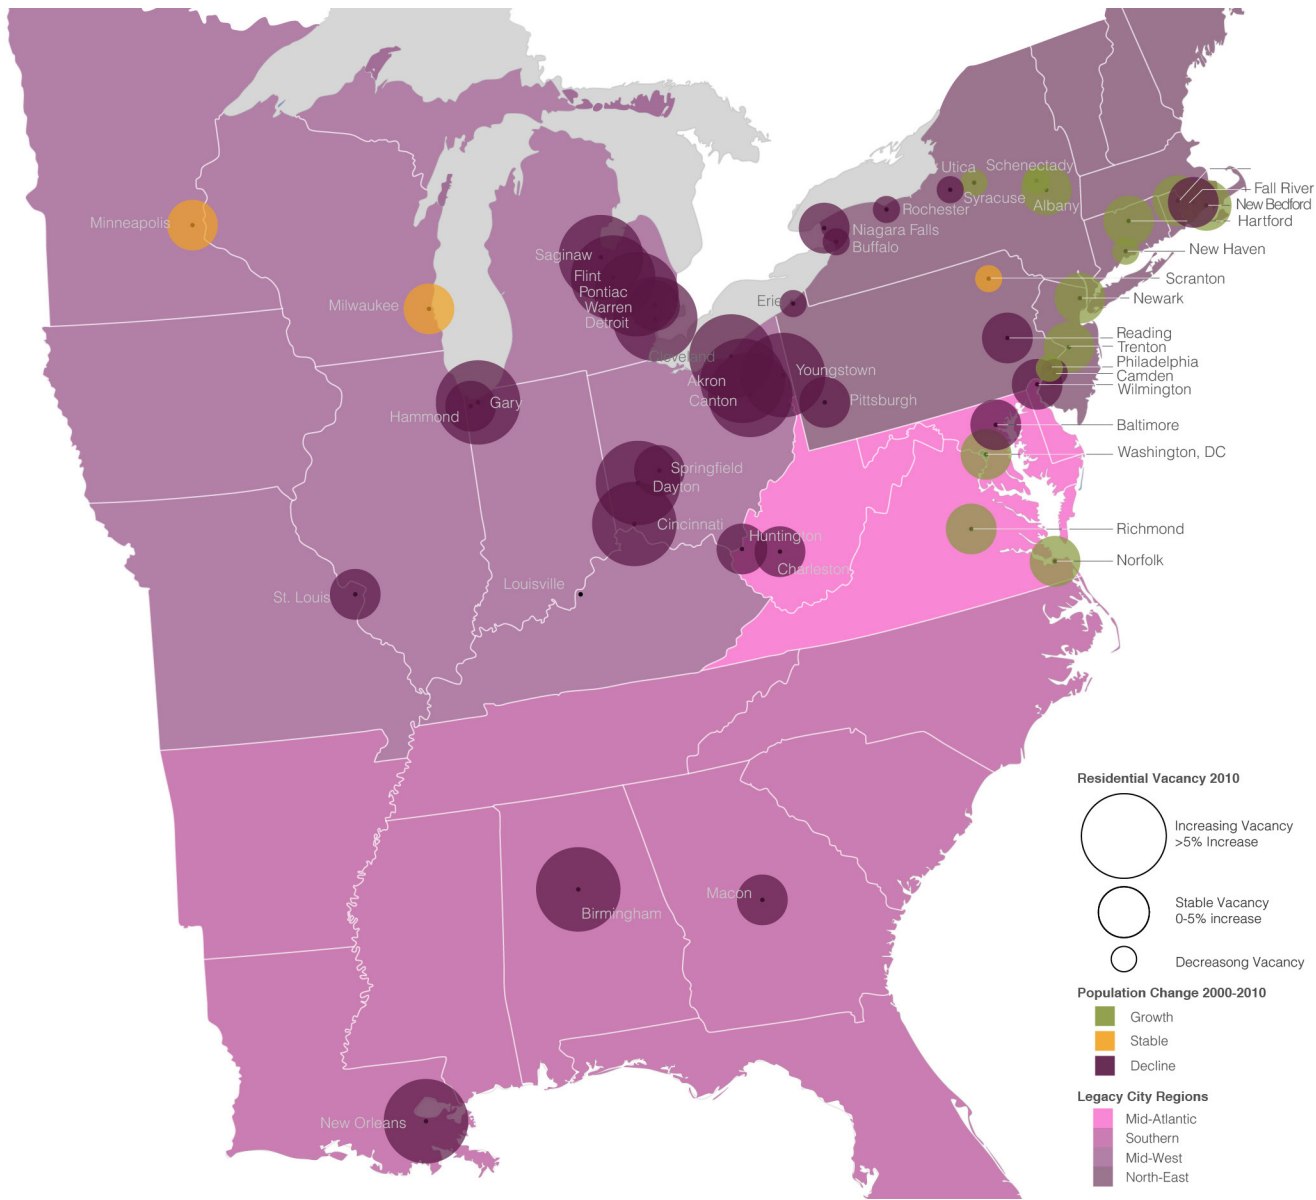 Utica
Schenectady
Syracuse
Albany
Fall River
New Bedford
Hartford
Minneapolis
Rochester
Niagara Falls
Buffalo
New Haven
Saginaw
Flint
Pontiac
Warren
Detroit
Scranton
Milwaukee
Erie
Newark
Reading
Trenton
Cleveland
Youngstown
Philadelphia
Camden
Wilmington
Akron
Canton
Pittsburgh
Gary
Hammond
Baltimore
Washington, DC
Springfield
Dayton
Cincinnati
Huntington
Charleston
Richmond
Norfolk
Louisville
St. Louis
Macon
Birmingham
New Orleans
Residential Vacancy 2010
Increasing Vacancy
>5% Increase
Stable Vacancy
0-5% increase
Decreasong Vacancy
Population Change 2000-2010
Growth
Stable
Decline
Legacy City Regions
Mid-Atlantic
Southern
Mid-West
North-East